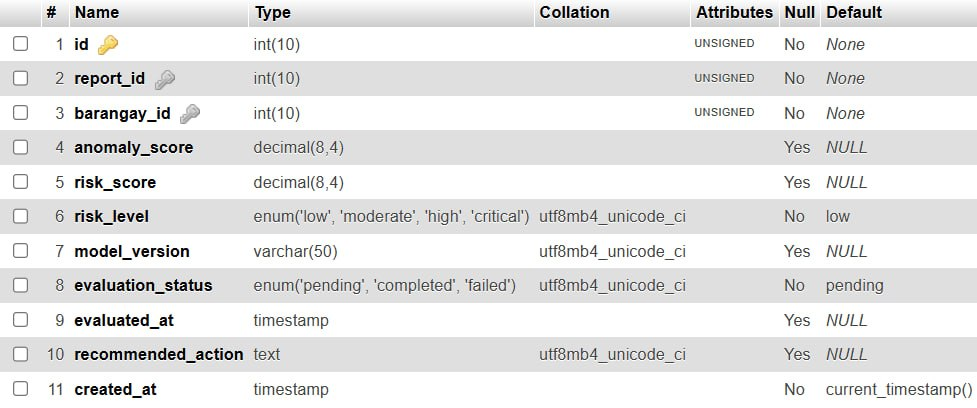 # Name Type Collation Attributes Null Default
1 id int(10) UNSIGNED No None
2 report_id int(10) UNSIGNED No None
3 barangay_id int(10) UNSIGNED No None
4 anomaly_score decimal(8,4) Yes NULL
5 risk_score decimal(8,4) Yes NULL
6 risk_level enum('low', 'moderate', 'high', 'critical') utf8mb4_unicode_ci No low
7 model_version varchar(50) utf8mb4_unicode_ci Yes NULL
8 evaluation_status enum('pending', 'completed', 'failed') utf8mb4_unicode_ci No pending
9 evaluated_at timestamp Yes NULL
10 recommended_action text utf8mb4_unicode_ci Yes NULL
11 created_at timestamp No current_timestamp()